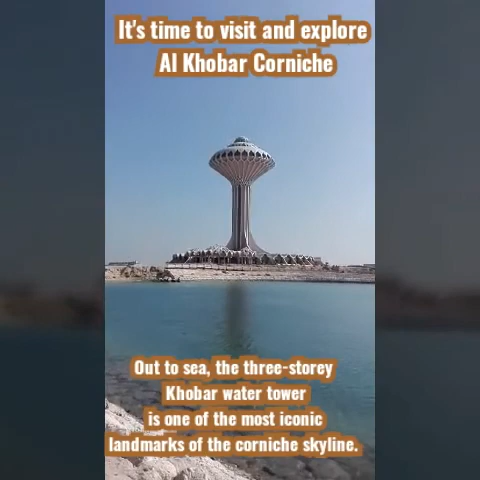 It's time to visit and explore
Al Khobar Corniche
Out to sea, the three-storey
Khobar water tower
is one of the most iconic
landmarks of the corniche skyline.